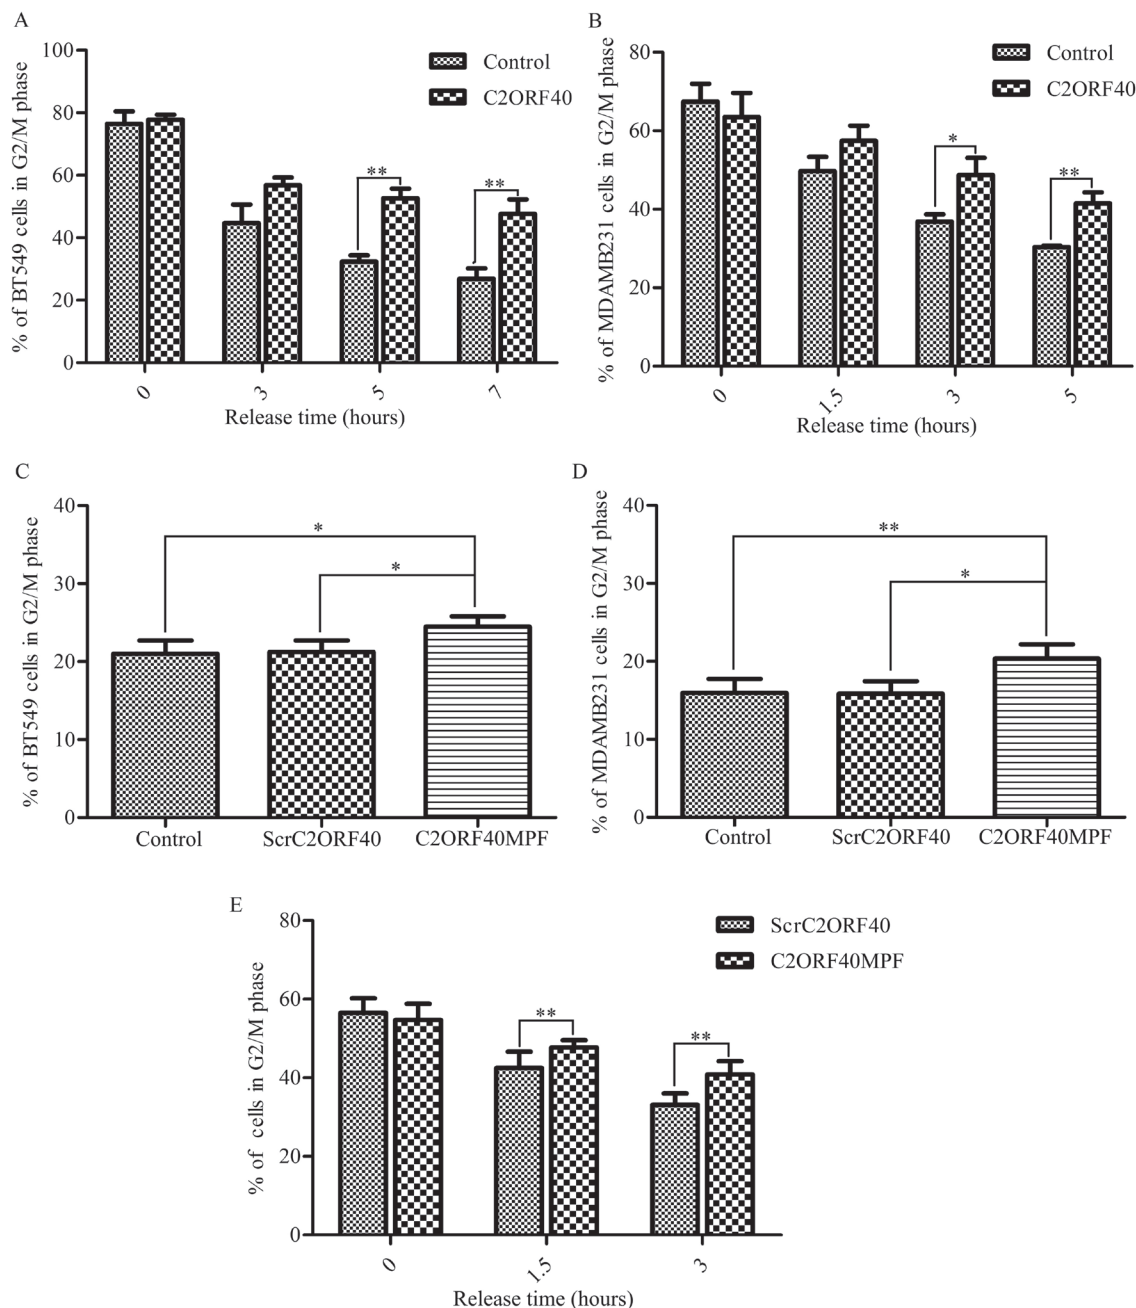 A
% of BT549 cells in G2/M phase
100
80
60
40
20
0
Control
C2ORF40
**
**
0
3
5
7
Release time (hours)
B
% of MDAMB231 cells in G2/M phase
80
60
40
20
0
Control
C2ORF40
*
**
0
1.5
3
5
Release time (hours)
C
% of BT549 cells in G2/M phase
40
30
20
10
0
*
*
Control
ScrC2ORF40
C2ORF40MPF
D
% of MDAMB231 cells in G2/M phase
40
30
20
10
0
**
*
Control
ScrC2ORF40
C2ORF40MPF
E
% of cells in G2/M phase
80
60
40
20
0
ScrC2ORF40
C2ORF40MPF
**
**
0
1.5
3
Release time (hours)